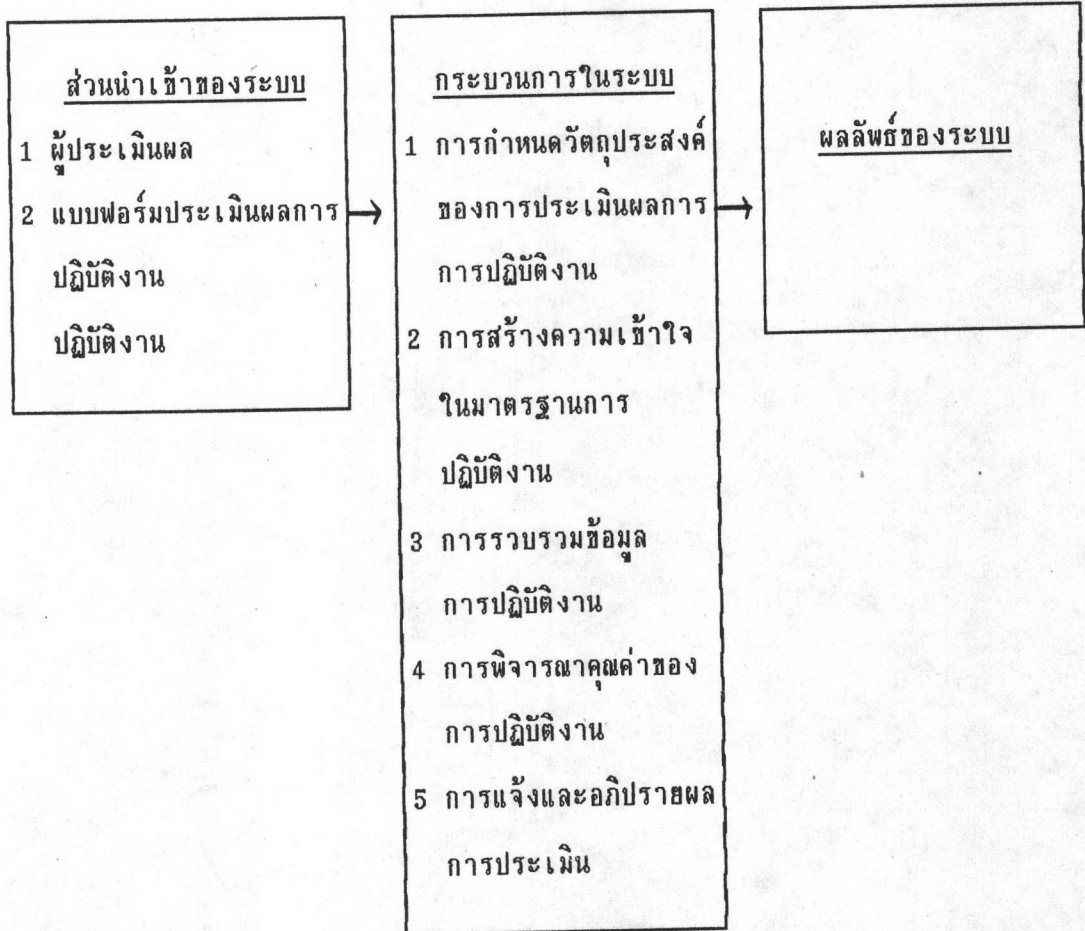 ส่วนนำเข้าของระบบ
1 ผู้ประเมินผล
2 แบบฟอร์มประเมินผลการ
ปฏิบัติงาน
ปฏิบัติงาน
กระบวนการในระบบ
1 การกำหนดวัตถุประสงค์
ของการประเมินผลการ
การปฏิบัติงาน
2 การสร้างความเข้าใจ
ในมาตรฐานการ
ปฏิบัติงาน
3 การรวบรวมข้อมูล
การปฏิบัติงาน
4 การพิจารณาคุณค่าของ
การปฏิบัติงาน
5 การแจ้งและอภิปรายผล
การประเมิน
ผลลัพธ์ของระบบ